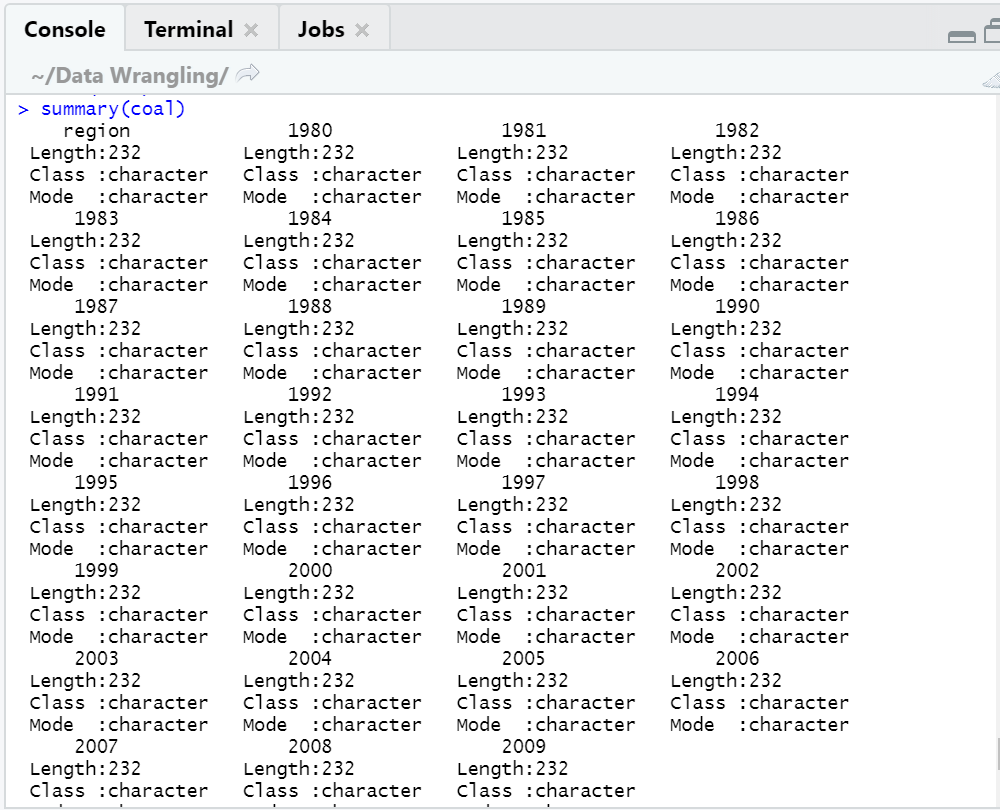 Console Terminal Jobs
~/Data Wrangling/
> summary(coal)
region 1980 1981 1982
Length:232 Length:232 Length:232 Length:232
Class :character Class :character Class :character Class :character
Mode :character Mode :character Mode :character Mode :character
1983 1984 1985 1986
Length:232 Length:232 Length:232 Length:232
Class :character Class :character Class :character Class :character
Mode :character Mode :character Mode :character Mode :character
1987 1988 1989 1990
Length:232 Length:232 Length:232 Length:232
Class :character Class :character Class :character Class :character
Mode :character Mode :character Mode :character Mode :character
1991 1992 1993 1994
Length:232 Length:232 Length:232 Length:232
Class :character Class :character Class :character Class :character
Mode :character Mode :character Mode :character Mode :character
1995 1996 1997 1998
Length:232 Length:232 Length:232 Length:232
Class :character Class :character Class :character Class :character
Mode :character Mode :character Mode :character Mode :character
1999 2000 2001 2002
Length:232 Length:232 Length:232 Length:232
Class :character Class :character Class :character Class :character
Mode :character Mode :character Mode :character Mode :character
2003 2004 2005 2006
Length:232 Length:232 Length:232 Length:232
Class :character Class :character Class :character Class :character
Mode :character Mode :character Mode :character Mode :character
2007 2008 2009
Length:232 Length:232 Length:232
Class :character Class :character Class :character